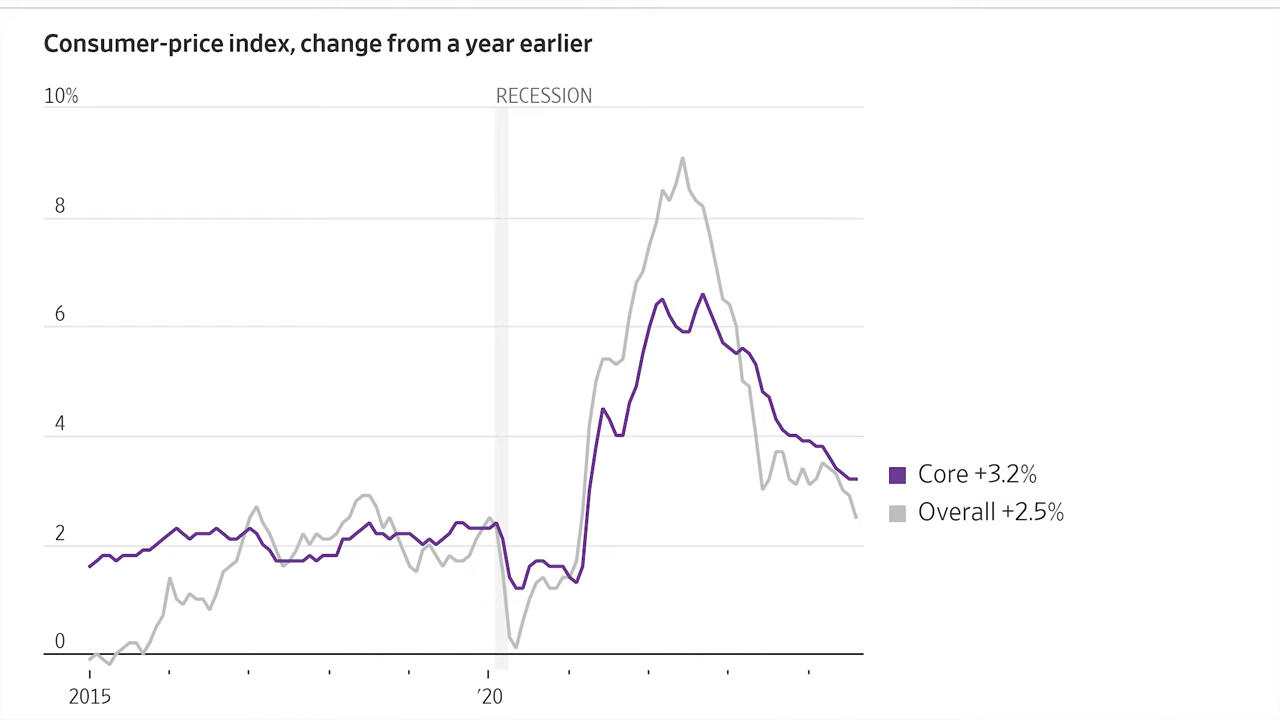 Consumer-price index, change from a year earlier
10%
RECESSION
8
6
4
Core +3.2%
Overall +2.5%
2
0
2015
’20